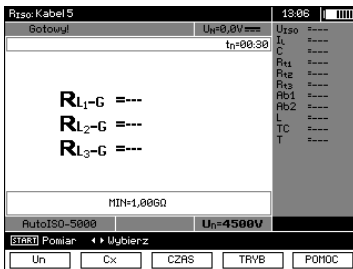 RISO: Kabel 5 13:06
Gotowy! UN=0,0V
tn=00:30
RL1-G =---
RL2-G =---
RL3-G =---
MIN=1,00GΩ
AutoISO-5000 Un=4500V
UISO =---
IL =---
C =---
Rt1 =---
Rt2 =---
Rt3 =---
Ab1 =---
Ab2 =---
L =---
TC =---
T =---
START Pomiar Wybierz
Un Cx CZAS TRYB POMOC